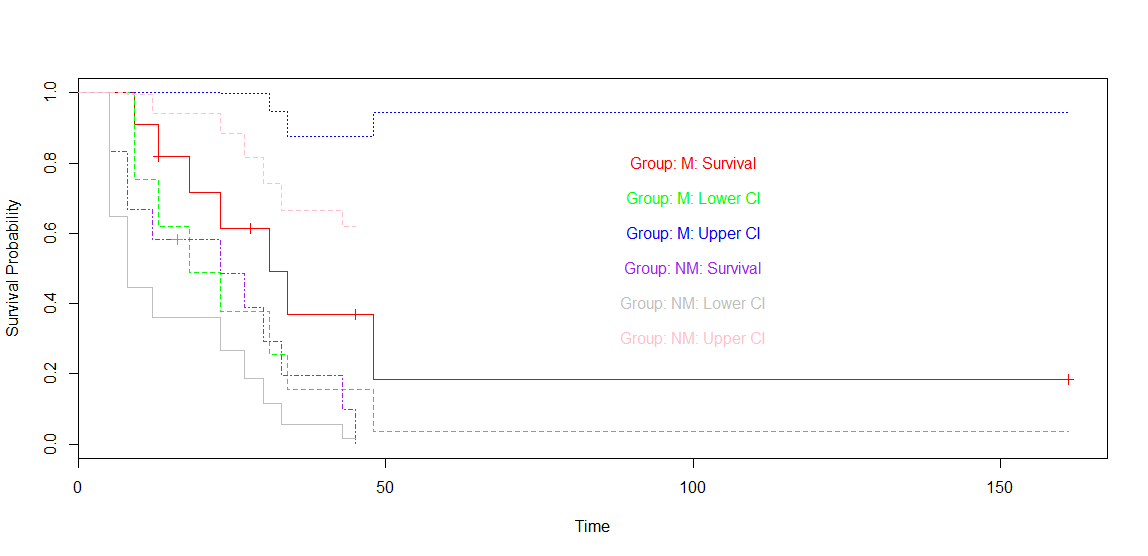 Survival Probability
1.0
0.8
0.6
0.4
0.2
0.0
Group: M: Survival
Group: M: Lower CI
Group: M: Upper CI
Group: NM: Survival
Group: NM: Lower CI
Group: NM: Upper CI
0 50 100 150
Time